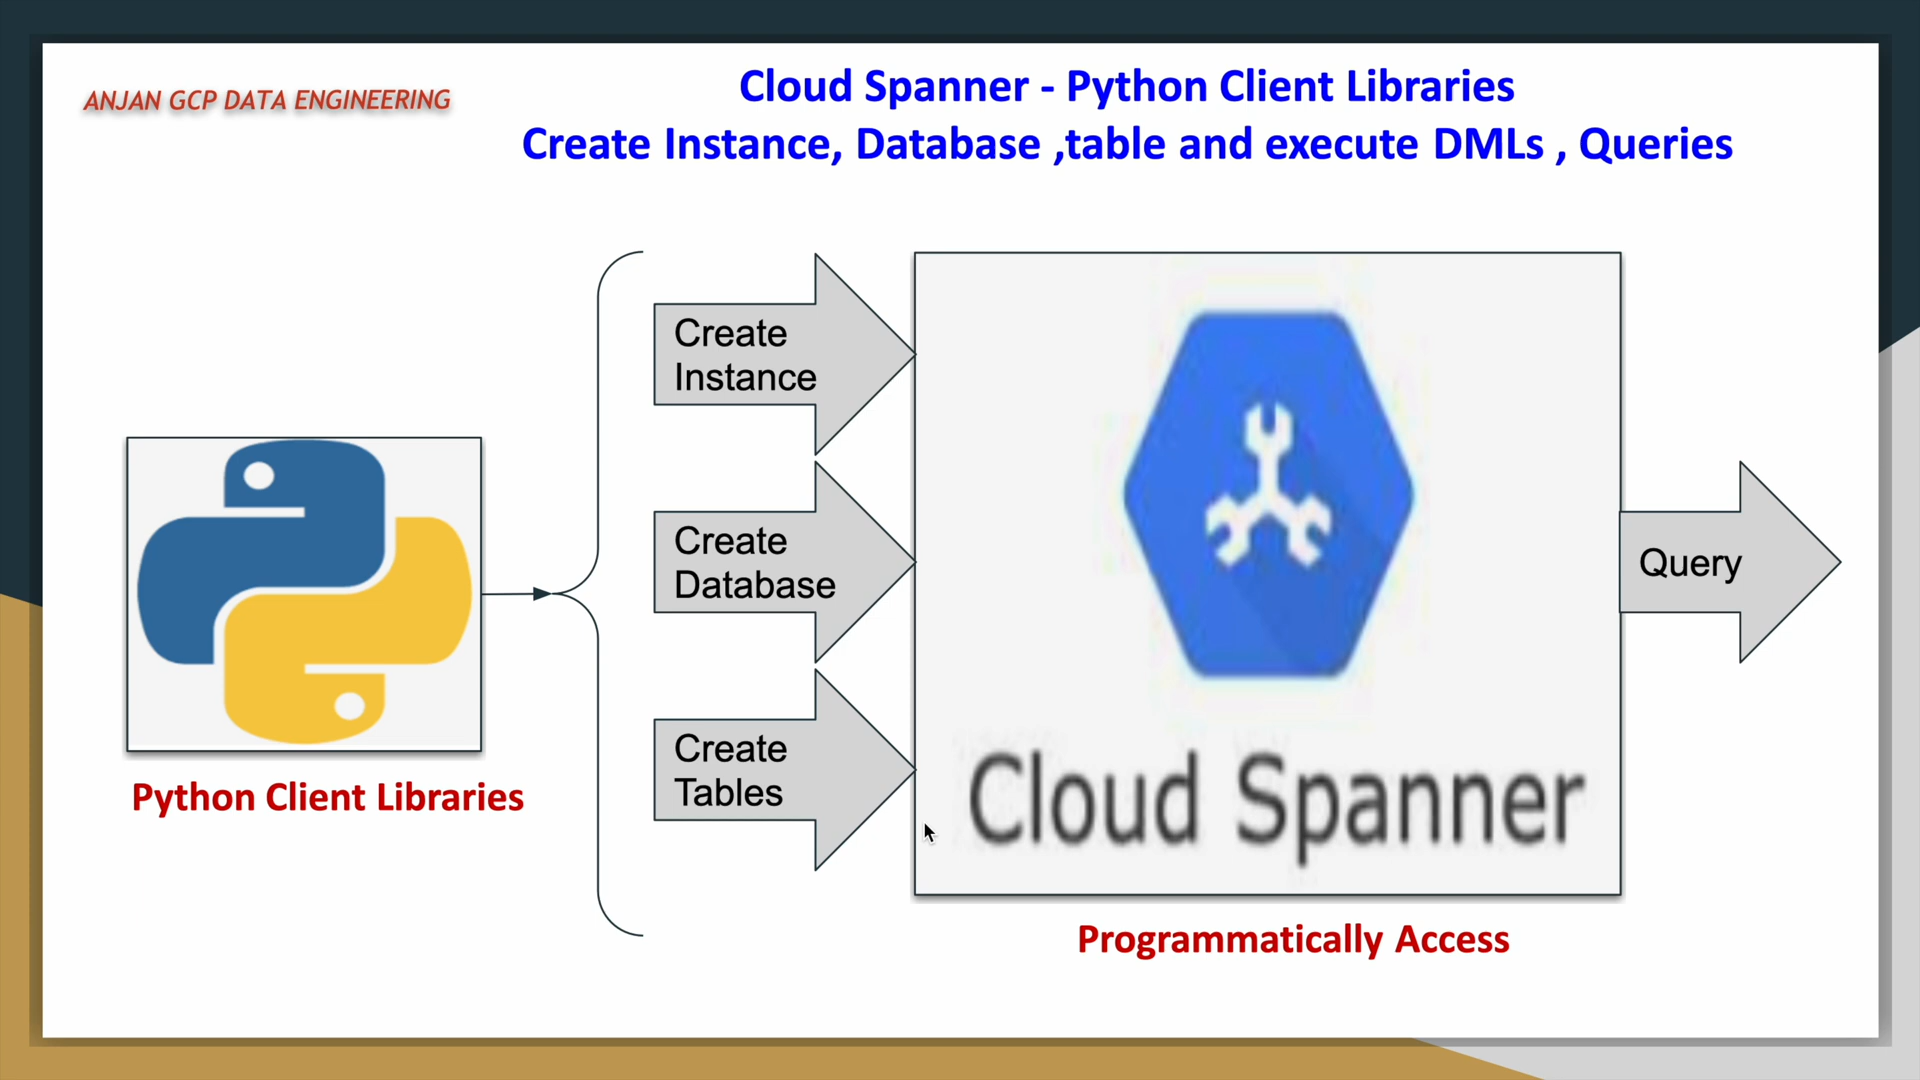 ANJAN GCP DATA ENGINEERING
Cloud Spanner - Python Client Libraries
Create Instance, Database ,table and execute DMLs , Queries
Create
Instance
Create
Database
Create
Tables
Query
Cloud Spanner
Python Client Libraries
Programmatically Access